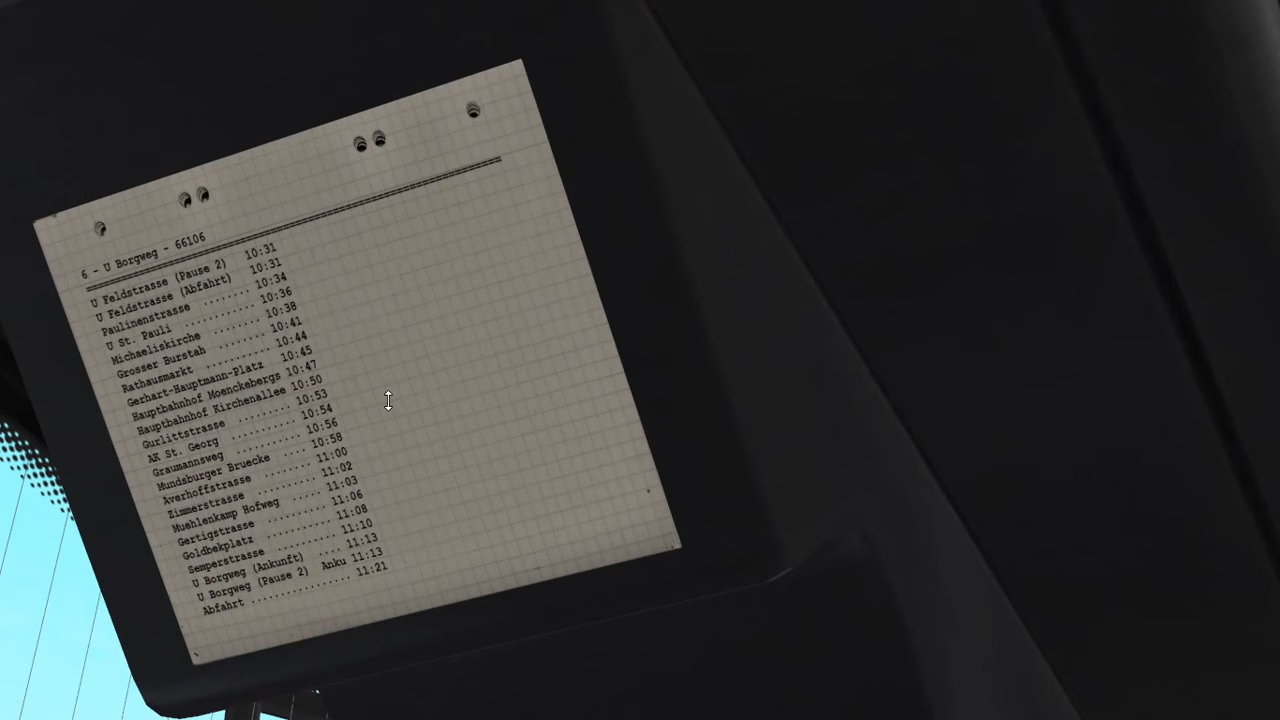 6 - U Borgweg - 66106
U Feldstrasse (Pause 2) 10:31
U Feldstrasse (Abfahrt) 10:31
Paulinenstrasse ........ 10:34
U St. Pauli ............ 10:36
Michaeliskirche ........ 10:38
Grosser Burstah ........ 10:41
Rathausmarkt ........... 10:44
Gerhart-Hauptmann-Platz 10:45
Hauptbahnhof Moenckebergs 10:47
Hauptbahnhof Kirchenallee 10:50
Gurlittstrasse ......... 10:53
AK St. Georg ........... 10:54
Graumannsweg ........... 10:56
Mundsburger Bruecke .... 10:58
Averhoffstrasse ........ 11:00
Zimmerstrasse .......... 11:02
Muehlenkamp Hofweg ..... 11:03
Gertigstrasse .......... 11:06
Goldbekplatz ........... 11:08
Semperstrasse .......... 11:10
U Borgweg (Ankunft) .... 11:13
U Borgweg (Pause 2) Anku 11:13
Abfahrt ................ 11:21